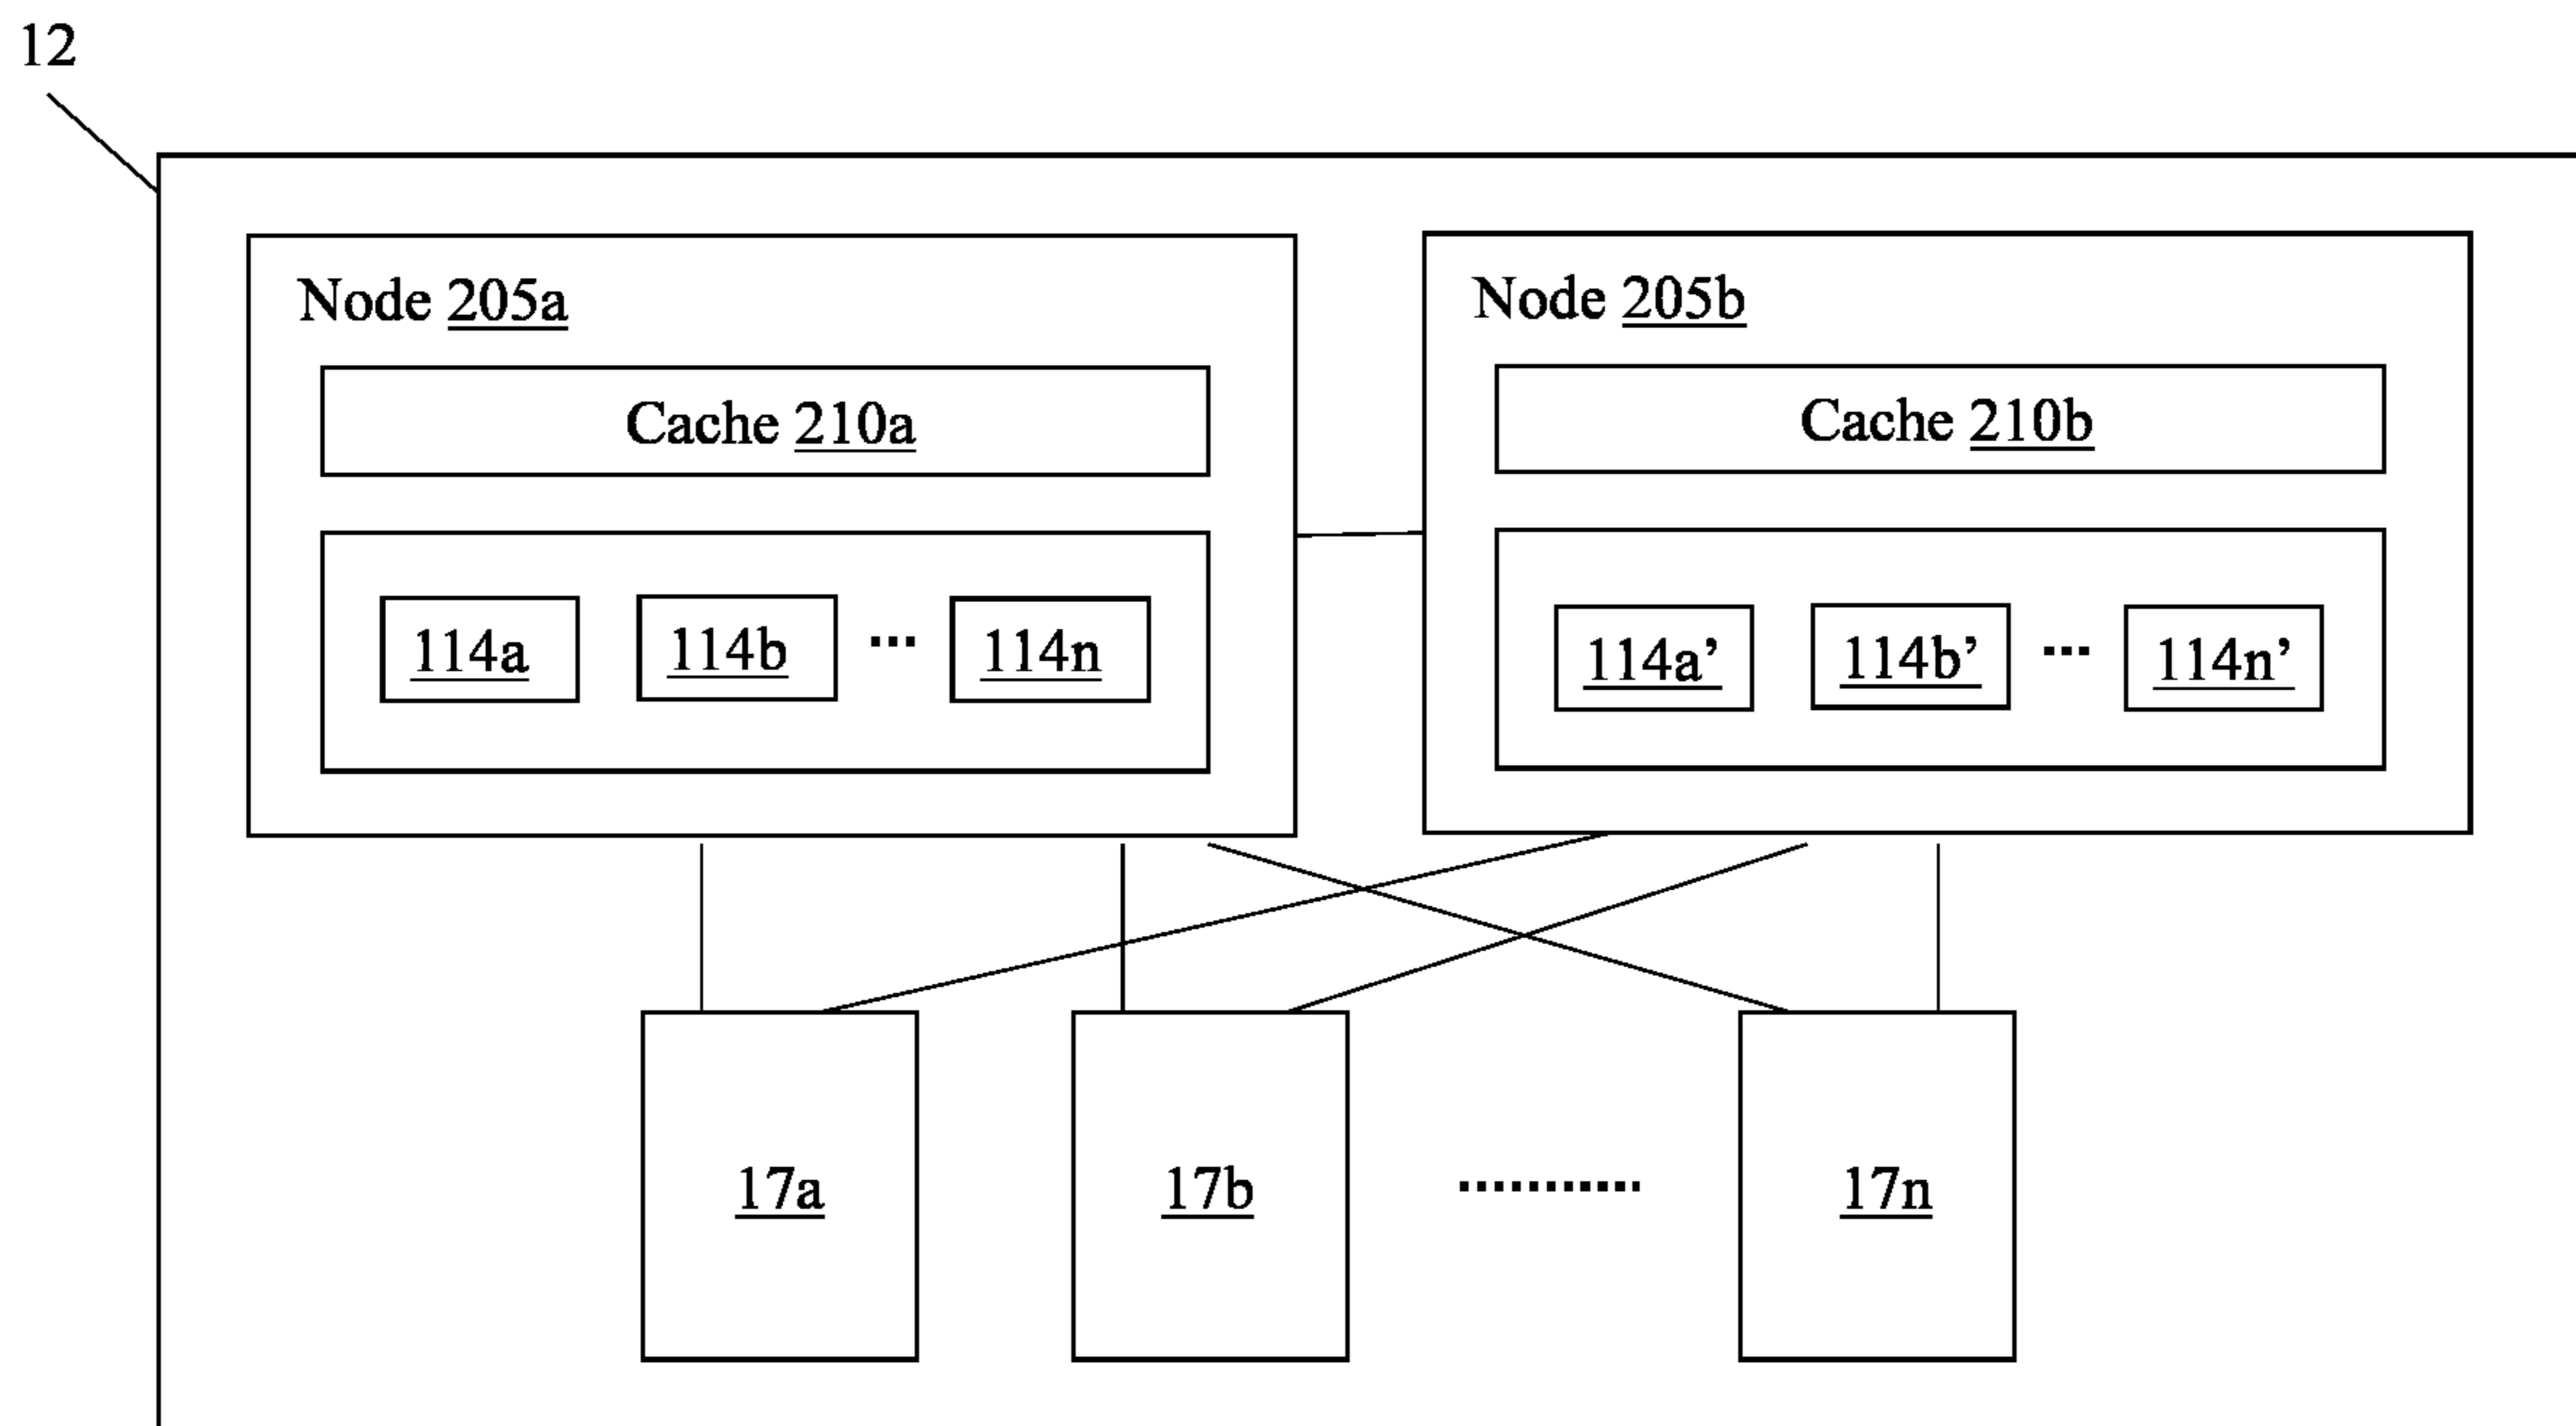 12
Node 205a
Node 205b
Cache 210a
Cache 210b
114a 114b ... 114n
114a’ 114b’ ... 114n’
17a 17b ........... 17n